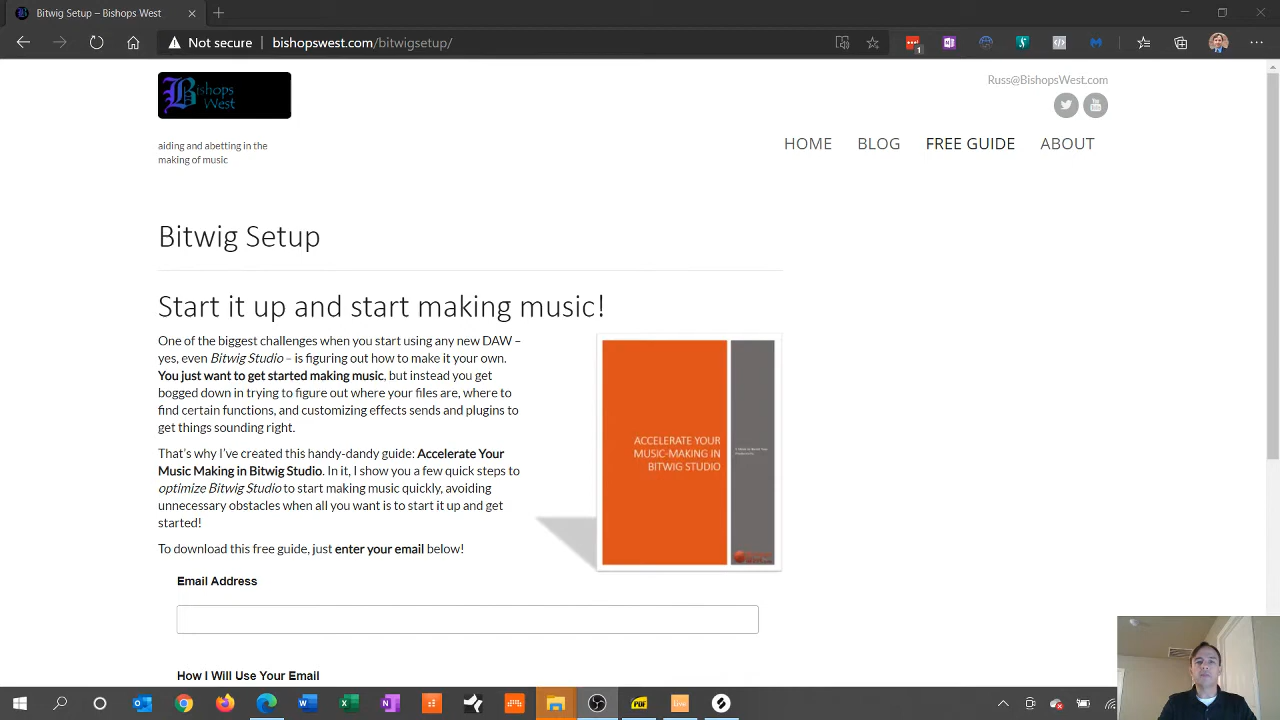 Bitwig Setup – Bishops West
Not secure | bishopswest.com/bitwigsetup/
1
Bishops
West
Russ@BishopsWest.com
You
Tube
aiding and abetting in the
making of music
HOME BLOG FREE GUIDE ABOUT
Bitwig Setup
Start it up and start making music!
One of the biggest challenges when you start using any new DAW –
yes, even Bitwig Studio – is figuring out how to make it your own.
You just want to get started making music, but instead you get
bogged down in trying to figure out where your files are, where to
find certain functions, and customizing effects sends and plugins to
get things sounding right.
That's why I've created this handy-dandy guide: Accelerate Your
Music Making in Bitwig Studio. In it, I show you a few quick steps to
optimize Bitwig Studio to start making music quickly, avoiding
unnecessary obstacles when all you want is to start it up and get
started!
ACCELERATE YOUR
MUSIC-MAKING IN
BITWIG STUDIO
To download this free guide, just enter your email below!
Email Address
How I Will Use Your Email
PDF
Live